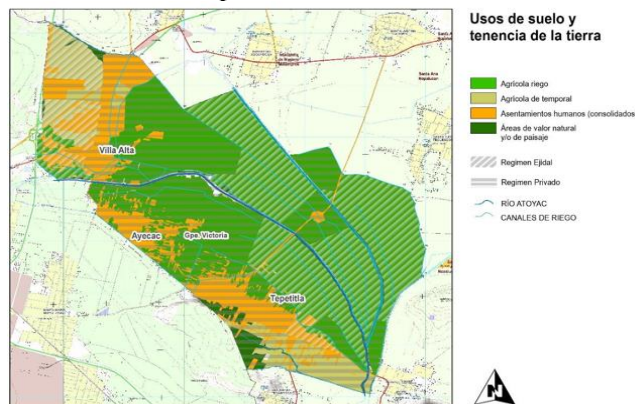 Usos de suelo y
tenencia de la tierra
Agrícola riego
Agrícola de temporal
Asentamientos humanos (consolidados
Áreas de valor natural
y/o de paisaje
Regimen Ejidal
Regimen Privado
RÍO ATOYAC
CANALES DE RIEGO
Villa Alta
Ayecac
Gpe. Victoria
Tepetitla
N